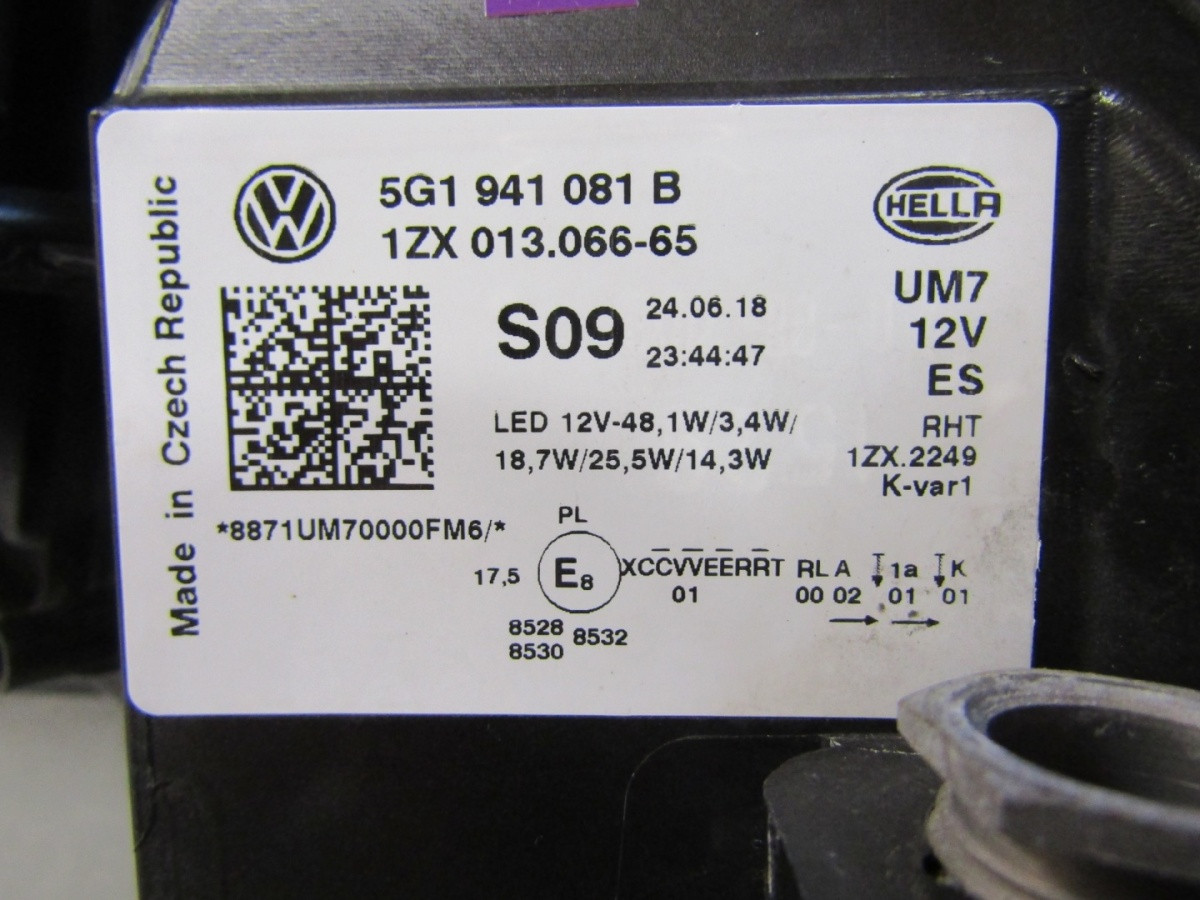 Made in Czech Republic
VW
5G1 941 081 B
1ZX 013.066-65
HELLA
S09
24.06.18
23:44:47
UM7
12V
ES
LED 12V-48,1W/3,4W/
18,7W/25,5W/14,3W
RHT
1ZX.2249
K-var1
*8871UM70000FM6/*
PL
17,5
E8
XCCVVEERRT RL A 1a K
01 00 02 01 01
8528
8530
8532